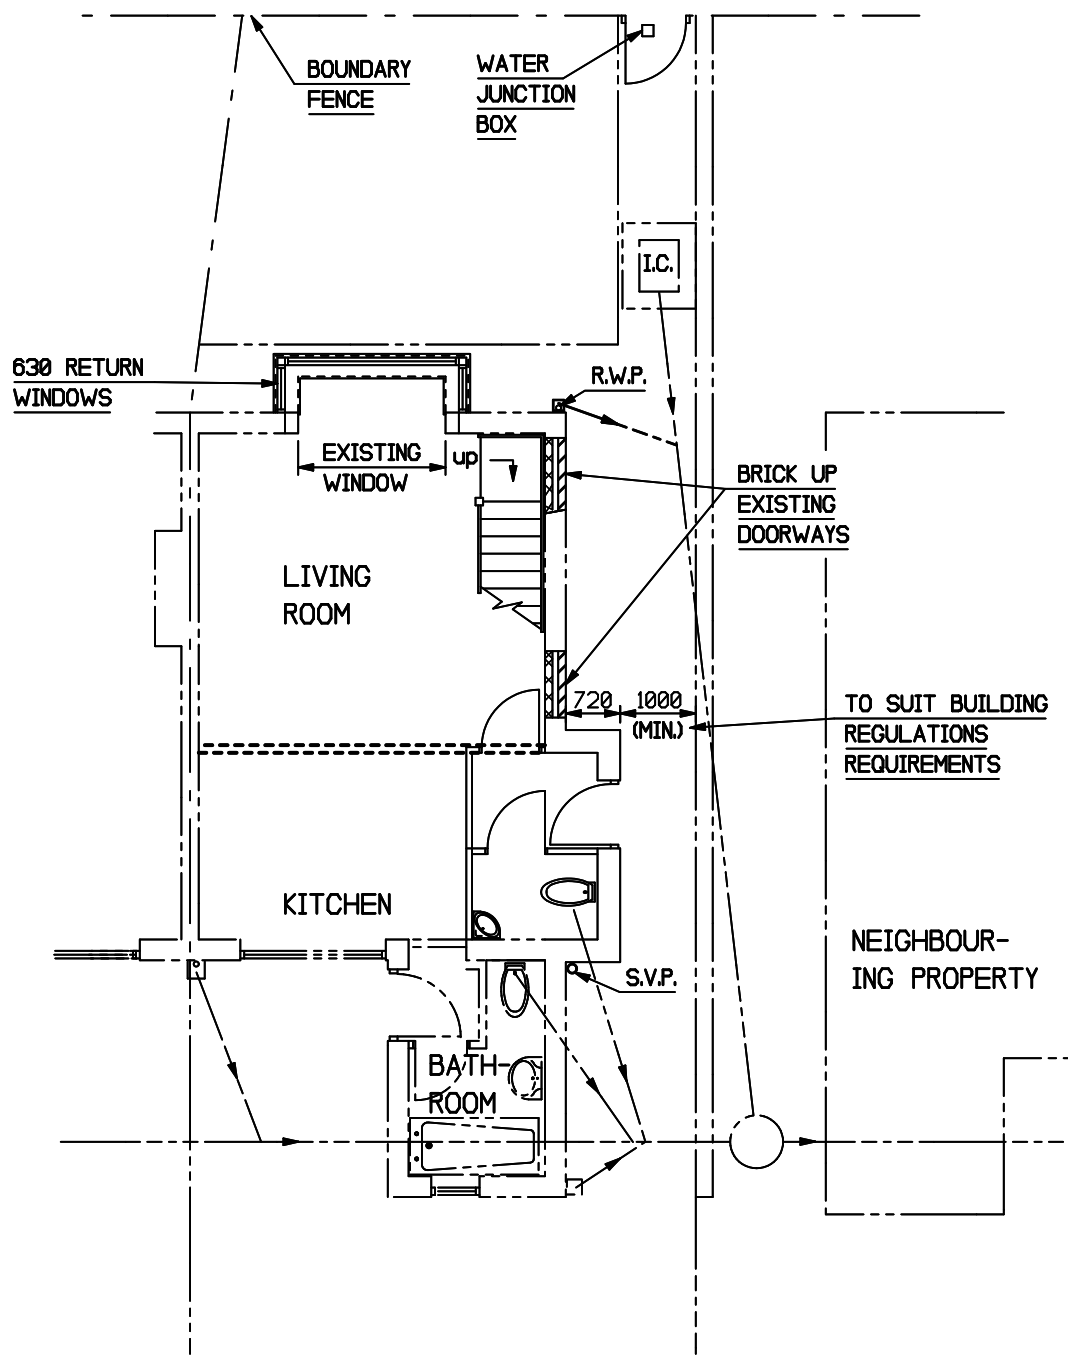 BOUNDARY
FENCE
WATER
JUNCTION
BOX
I.C.
630 RETURN
WINDOWS
R.W.P.
EXISTING
WINDOW
up
BRICK UP
EXISTING
DOORWAYS
LIVING
ROOM
720
1000
(MIN.)
TO SUIT BUILDING
REGULATIONS
REQUIREMENTS
KITCHEN
NEIGHBOUR-
ING PROPERTY
S.V.P.
BATH-
ROOM